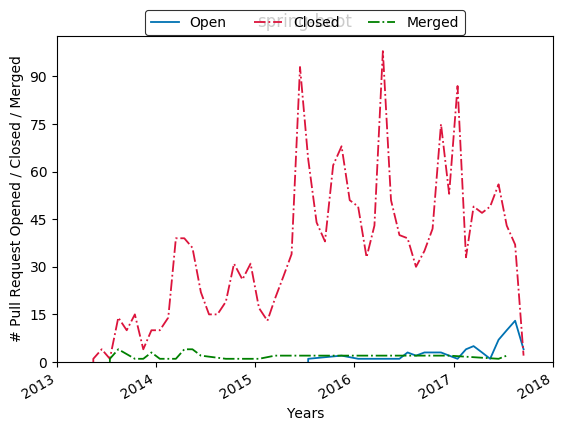 spring-boot
Open Closed Merged
# Pull Request Opened / Closed / Merged
90
75
60
45
30
15
0
2013 2014 2015 2016 2017 2018
Years